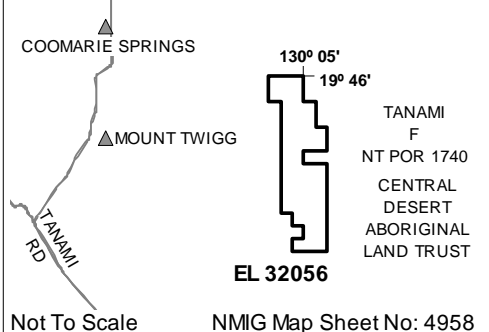 COOMARIE SPRINGS
MOUNT TWIGG
TANAMI
RD
130º 05'
19º 46'
TANAMI
F
NT POR 1740
CENTRAL
DESERT
ABORIGINAL
LAND TRUST
EL 32056
Not To Scale
NMIG Map Sheet No: 4958